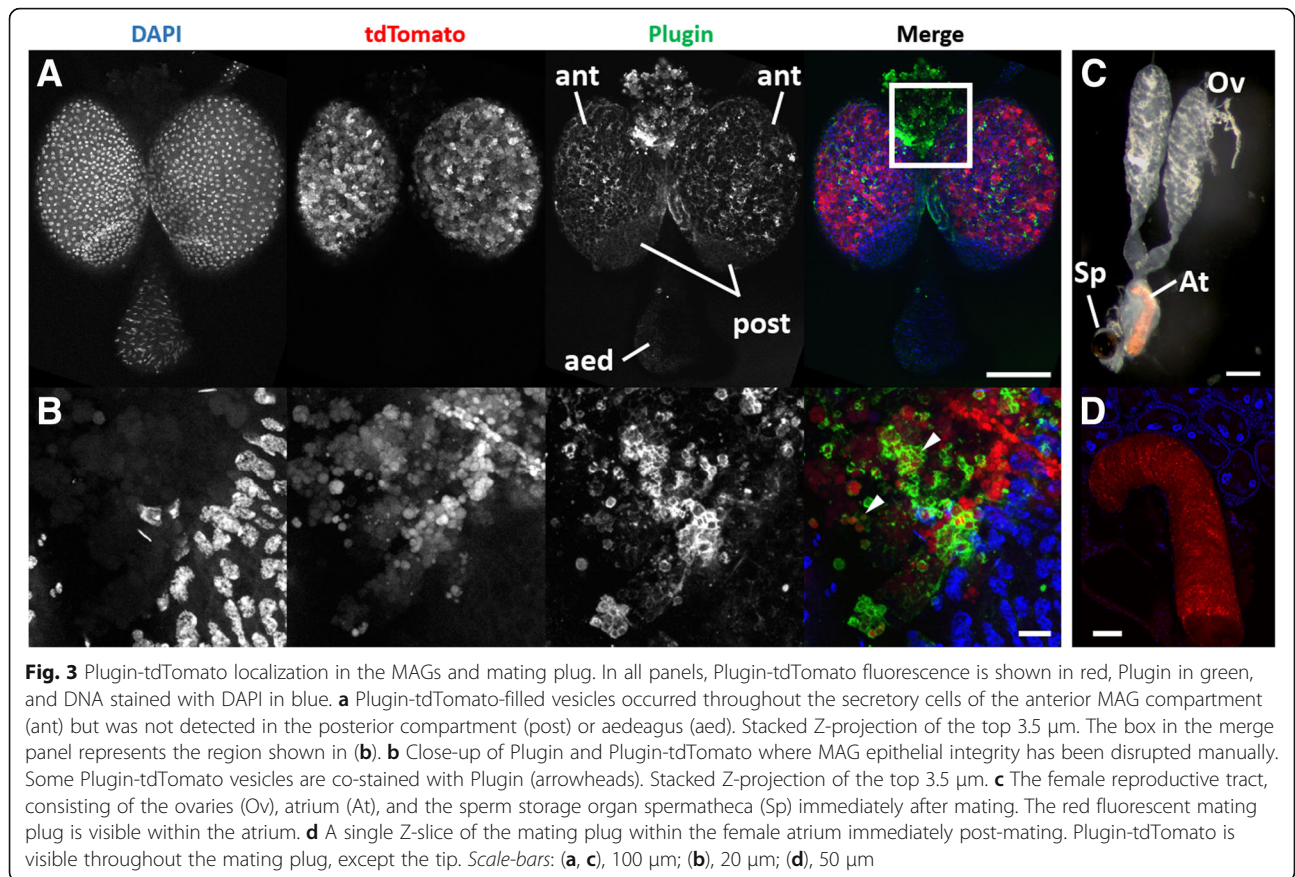 DAPI tdTomato Plugin Merge
A ant ant C Ov
Sp At
post
aed
B D
Fig. 3 Plugin-tdTomato localization in the MAGs and mating plug. In all panels, Plugin-tdTomato fluorescence is shown in red, Plugin in green,
and DNA stained with DAPI in blue. a Plugin-tdTomato-filled vesicles occurred throughout the secretory cells of the anterior MAG compartment
(ant) but was not detected in the posterior compartment (post) or aedeagus (aed). Stacked Z-projection of the top 3.5 μm. The box in the merge
panel represents the region shown in (b). b Close-up of Plugin and Plugin-tdTomato where MAG epithelial integrity has been disrupted manually.
Some Plugin-tdTomato vesicles are co-stained with Plugin (arrowheads). Stacked Z-projection of the top 3.5 μm. c The female reproductive tract,
consisting of the ovaries (Ov), atrium (At), and the sperm storage organ spermatheca (Sp) immediately after mating. The red fluorescent mating
plug is visible within the atrium. d A single Z-slice of the mating plug within the female atrium immediately post-mating. Plugin-tdTomato is
visible throughout the mating plug, except the tip. Scale-bars: (a, c), 100 μm; (b), 20 μm; (d), 50 μm